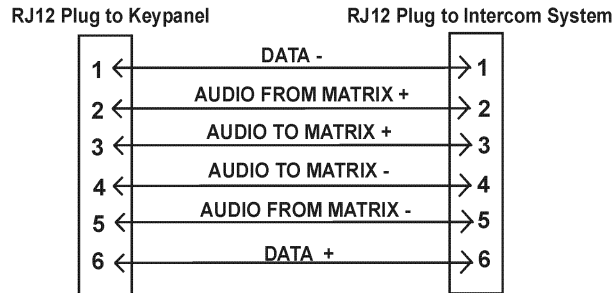 RJ12 Plug to Keypanel RJ12 Plug to Intercom System
1 DATA - 1
2 AUDIO FROM MATRIX + 2
3 AUDIO TO MATRIX + 3
4 AUDIO TO MATRIX - 4
5 AUDIO FROM MATRIX - 5
6 DATA + 6